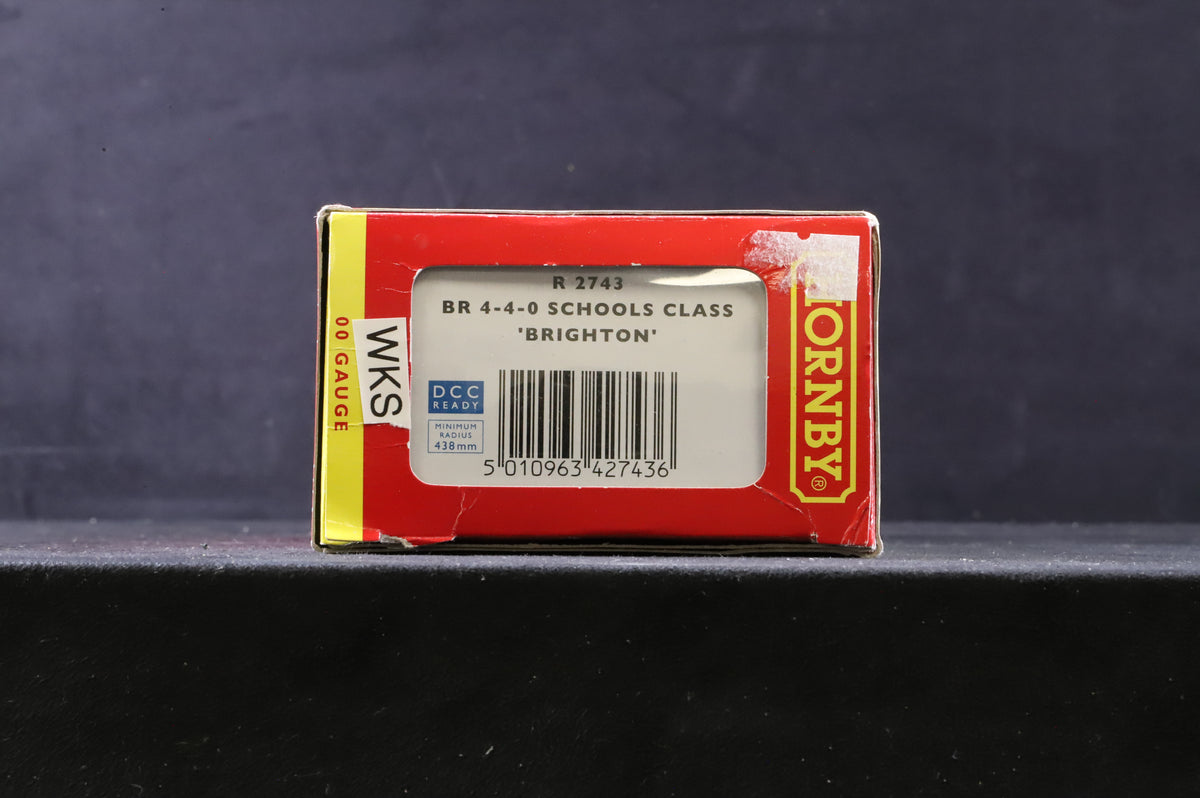 R 2743
BR 4-4-0 SCHOOLS CLASS
'BRIGHTON'
00 GAUGE
WKS
DCC
READY
MINIMUM
RADIUS
438mm
5 010963 427436
HORNBY®